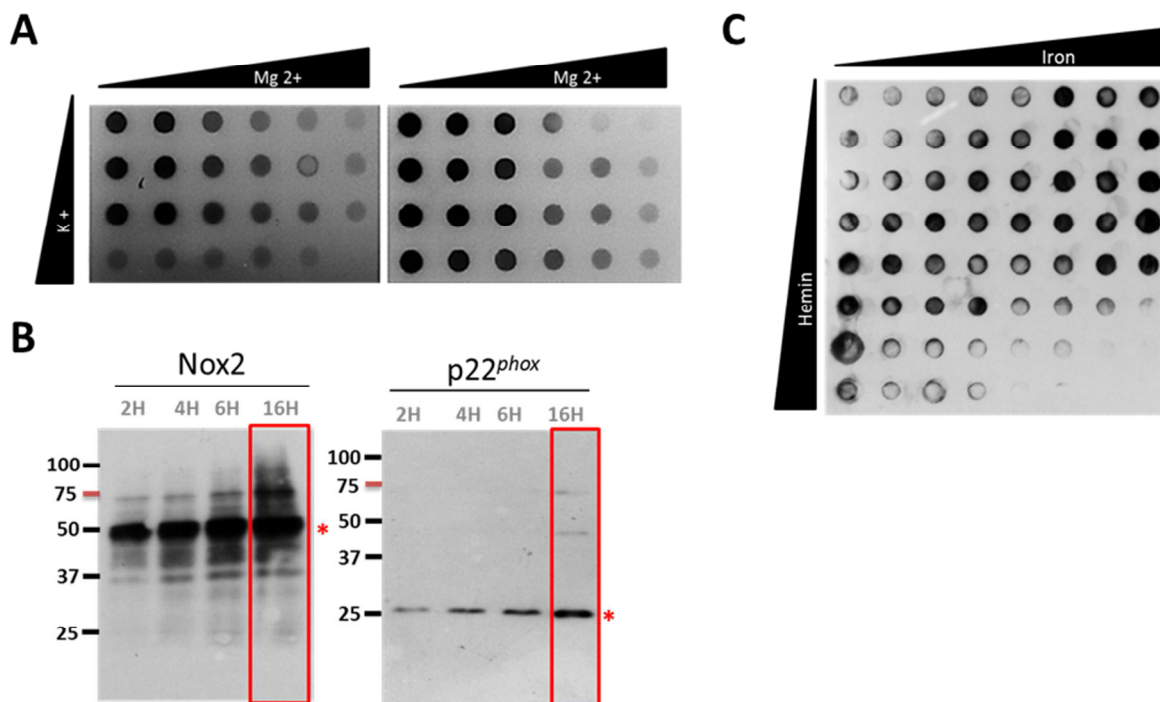 A
Mg 2+
Mg 2+
K +
C
Iron
Hemin
B
Nox2
p22phox
2H 4H 6H 16H
2H 4H 6H 16H
100
75
50
37
25
*
100
75
50
37
25
*